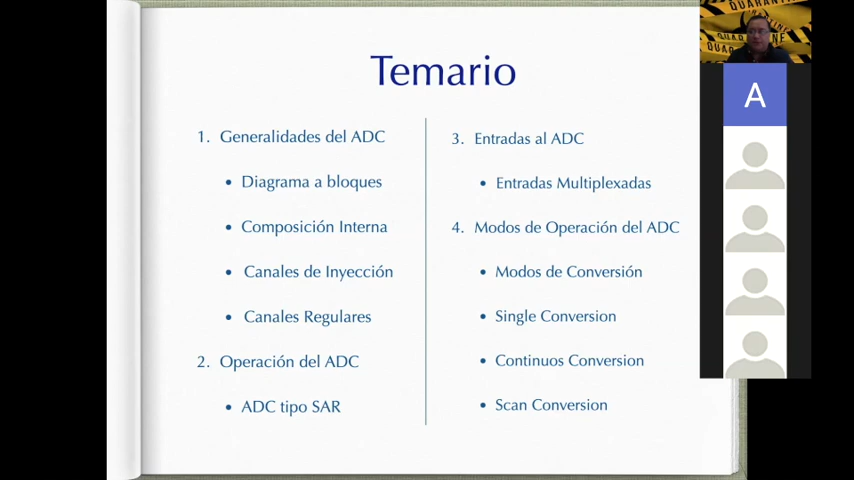 Temario
1. Generalidades del ADC
• Diagrama a bloques
• Composición Interna
• Canales de Inyección
• Canales Regulares
2. Operación del ADC
• ADC tipo SAR
3. Entradas al ADC
• Entradas Multiplexadas
4. Modos de Operación del ADC
• Modos de Conversión
• Single Conversion
• Continuos Conversion
• Scan Conversion
QUARANTINE
A